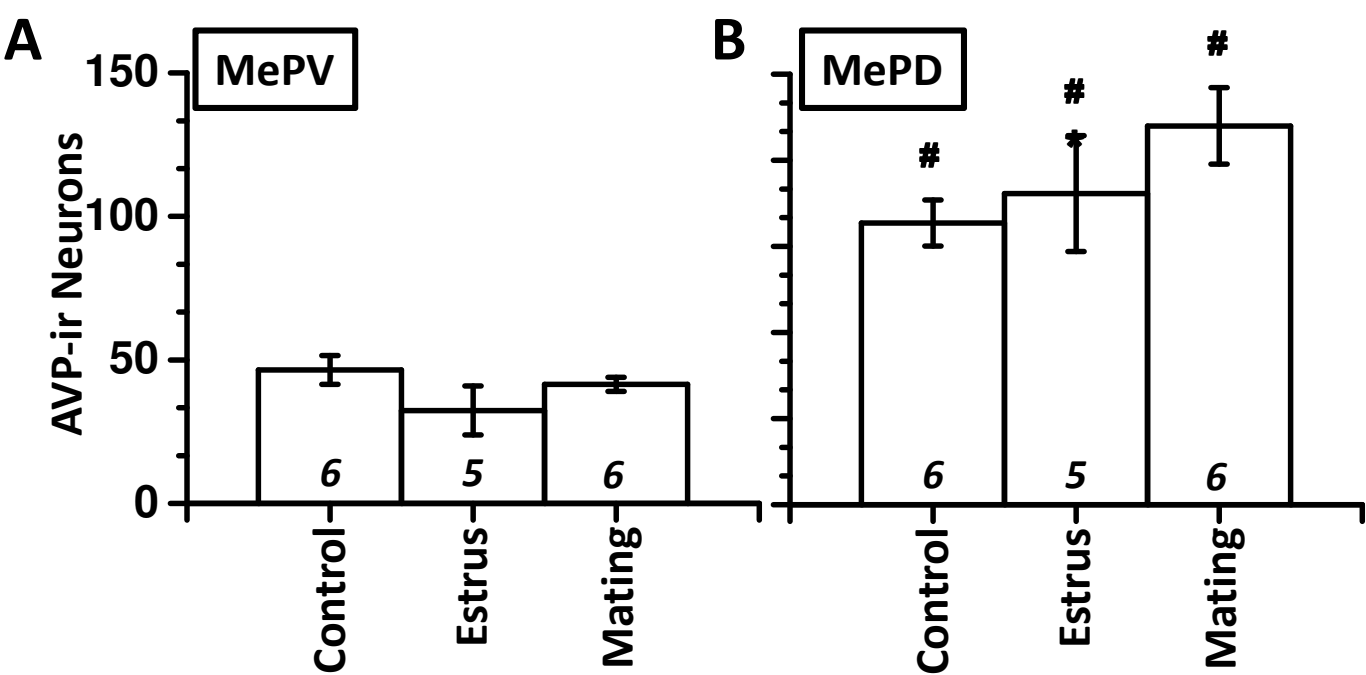 A
MePV
B
MePD
AVP-ir Neurons
150
100
50
0
#
#
*
#
6
5
6
6
5
6
Control
Estrus
Mating
Control
Estrus
Mating